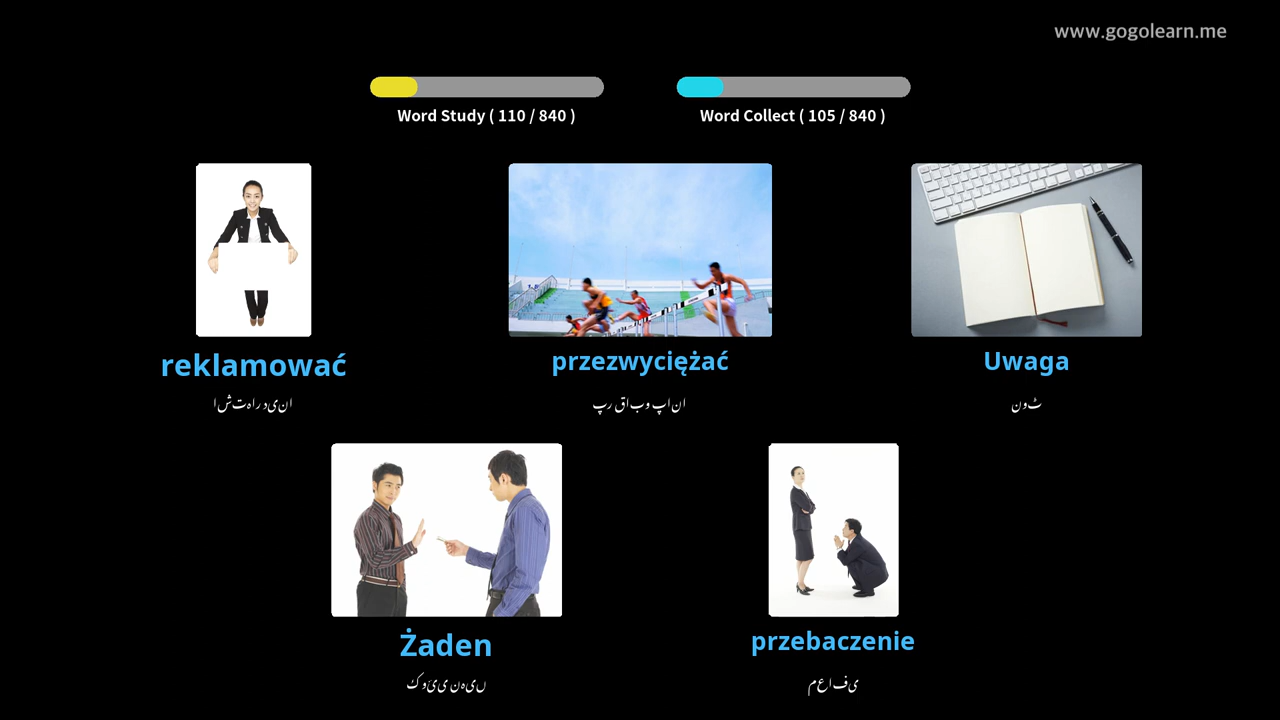 www.gogolearn.me
Word Study ( 110 / 840 )
Word Collect ( 105 / 840 )
reklamować
اشتہار دینا
przezwyciężać
پر قابو پانا
Uwaga
نوٹ
Żaden
کوئی نہیں
przebaczenie
معافی